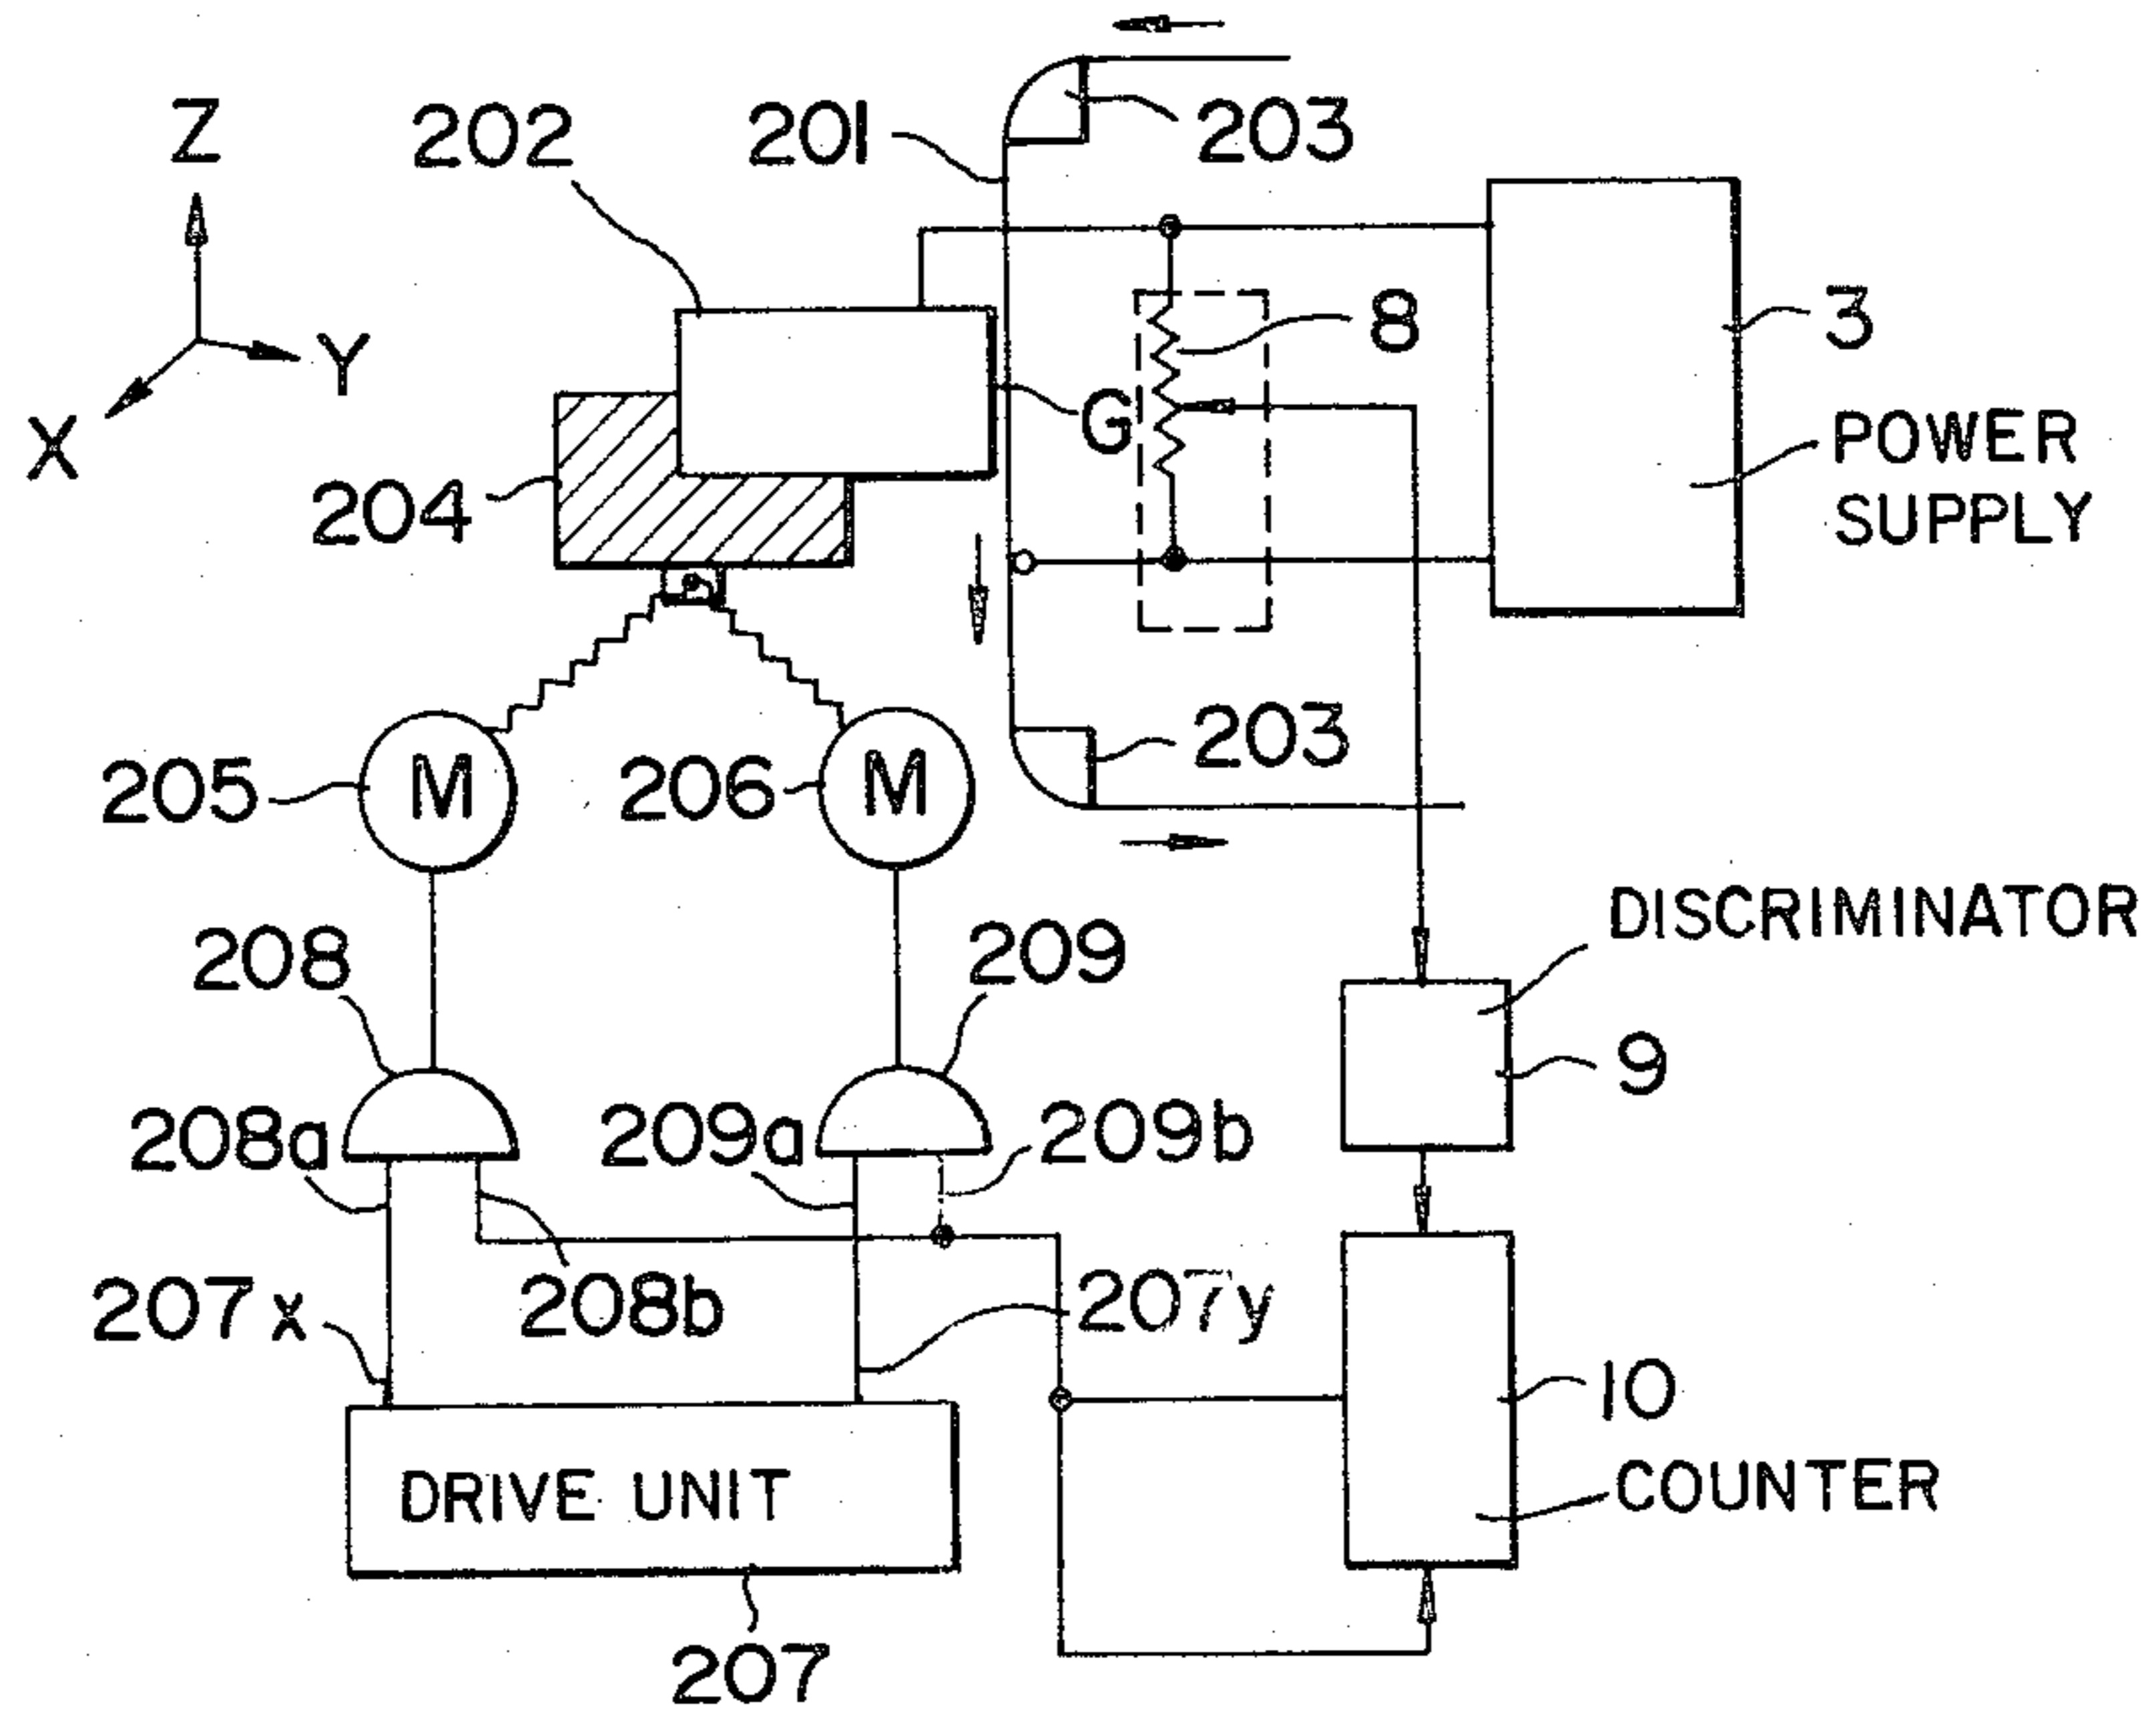 Z
202
201
203
3
8
Y
X
G
POWER
SUPPLY
204
203
205
M
206
M
DISCRIMINATOR
208
209
9
208a
209a
209b
207x
208b
207y
10
COUNTER
DRIVE UNIT
207